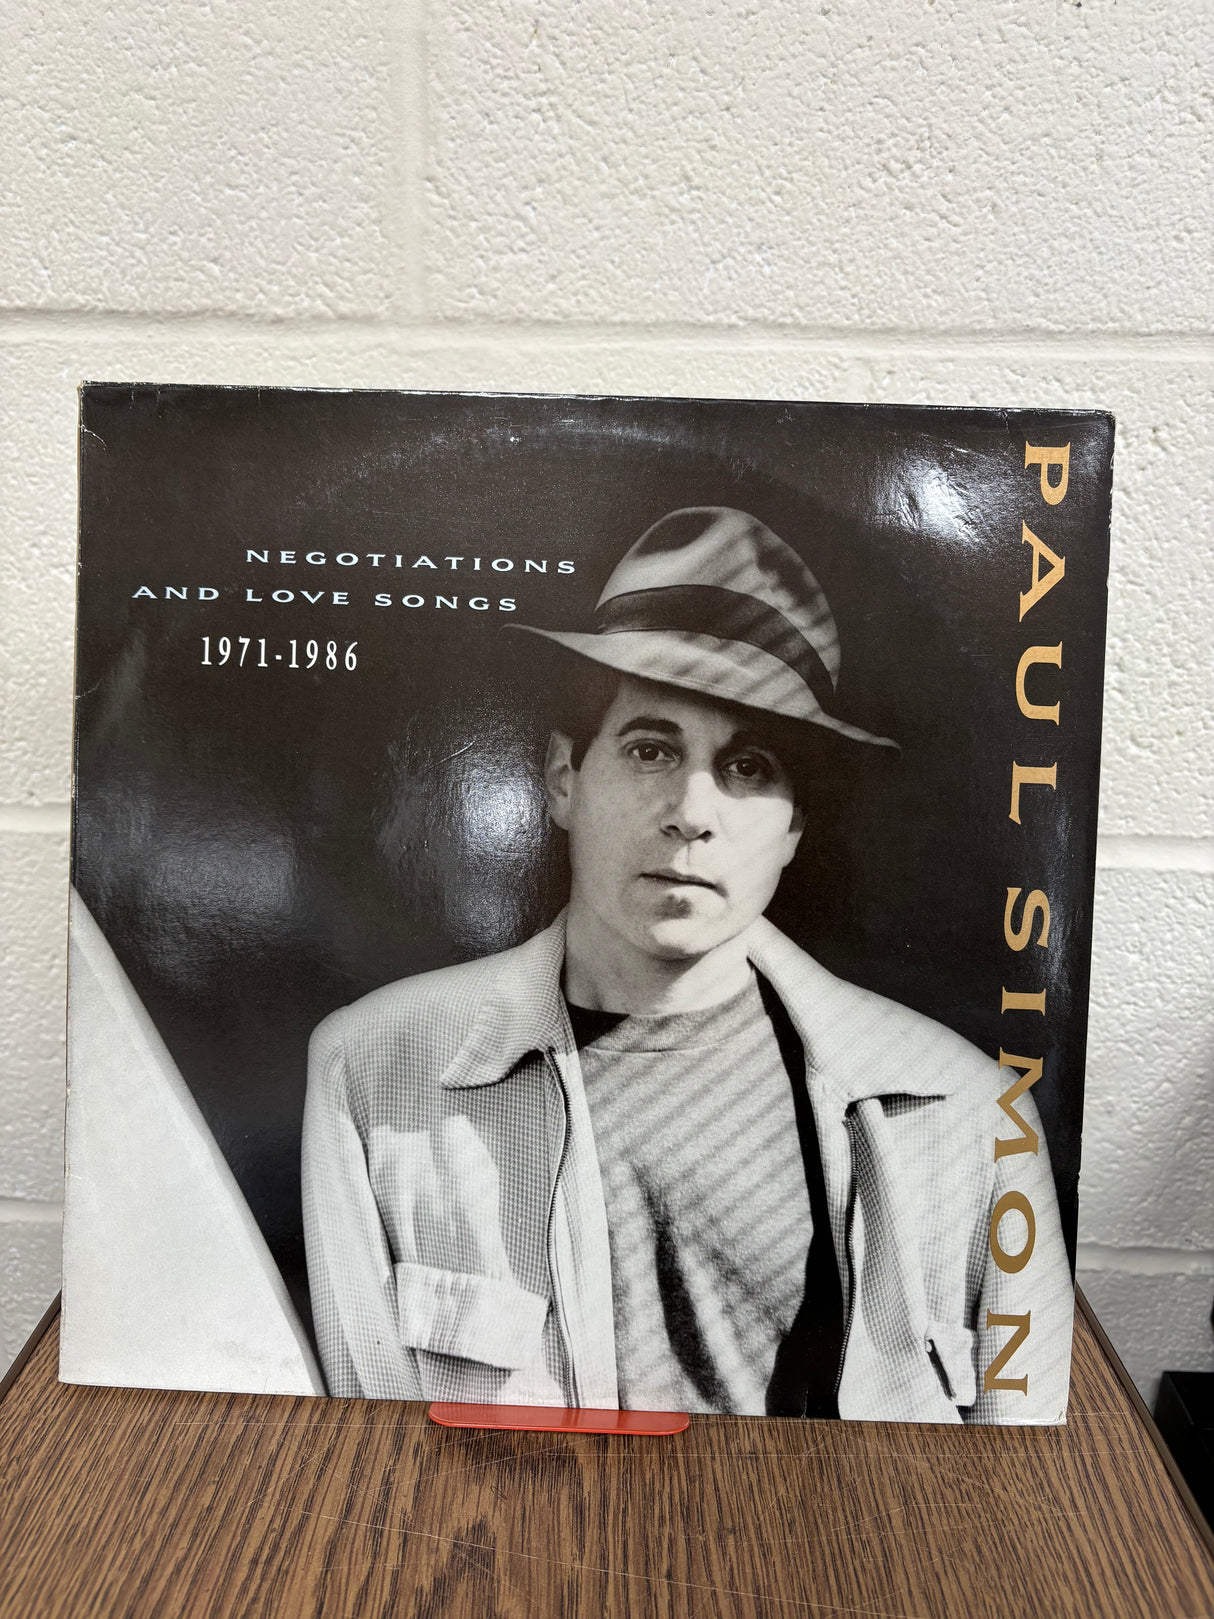 NEGOTIATIONS
AND LOVE SONGS
1971-1986
PAUL SIMON